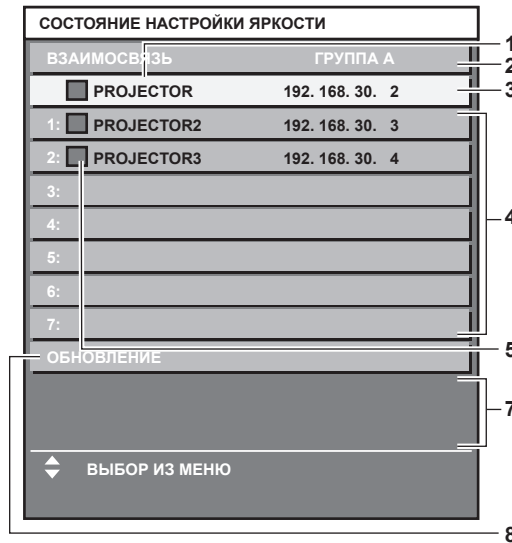 СОСТОЯНИЕ НАСТРОЙКИ ЯРКОСТИ
1
ВЗАИМОСВЯЗЬ ГРУППА A
2
PROJECTOR 192. 168. 30. 2
3
1: PROJECTOR2 192. 168. 30. 3
2: PROJECTOR3 192. 168. 30. 4
3:
4:
4
5:
6:
7:
ОБНОВЛЕНИЕ
5
7
ВЫБОР ИЗ МЕНЮ
8